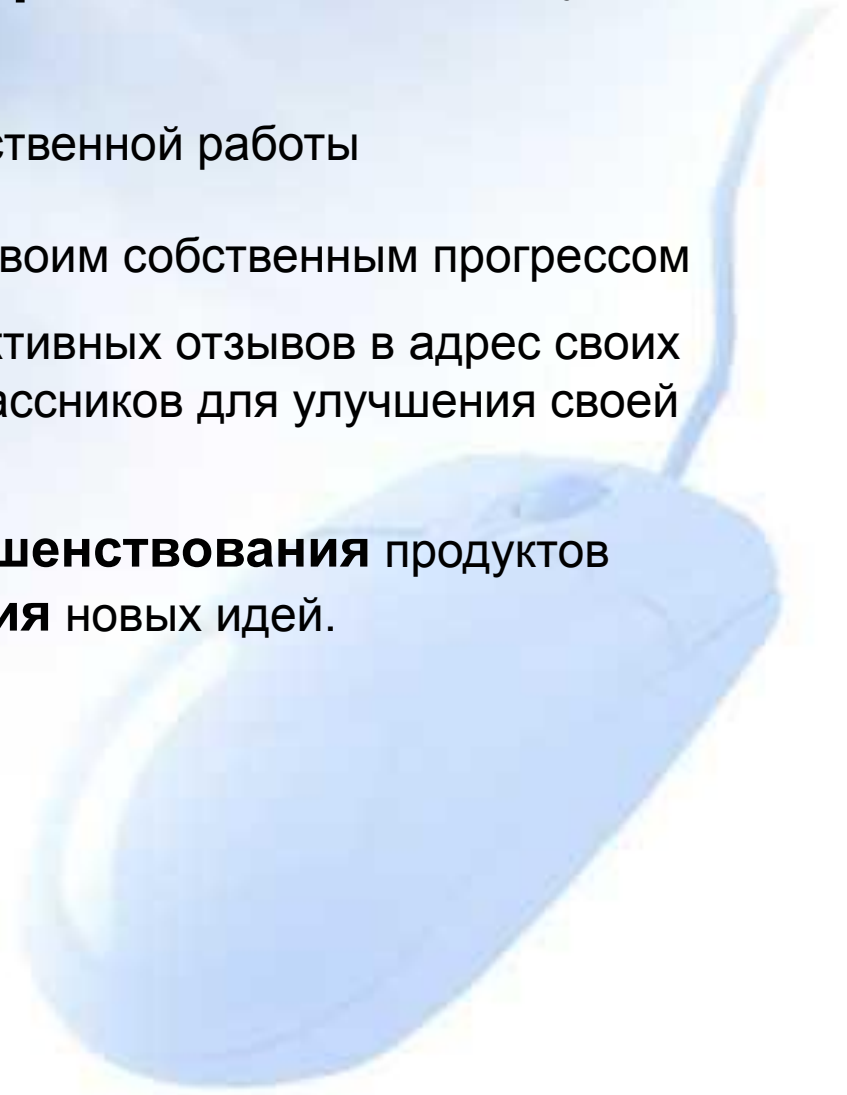 ственной работы
воим собственным прогрессом
ктивных отзывов в адрес своих
ассников для улучшения своей
шенствования продуктов
ия новых идей.